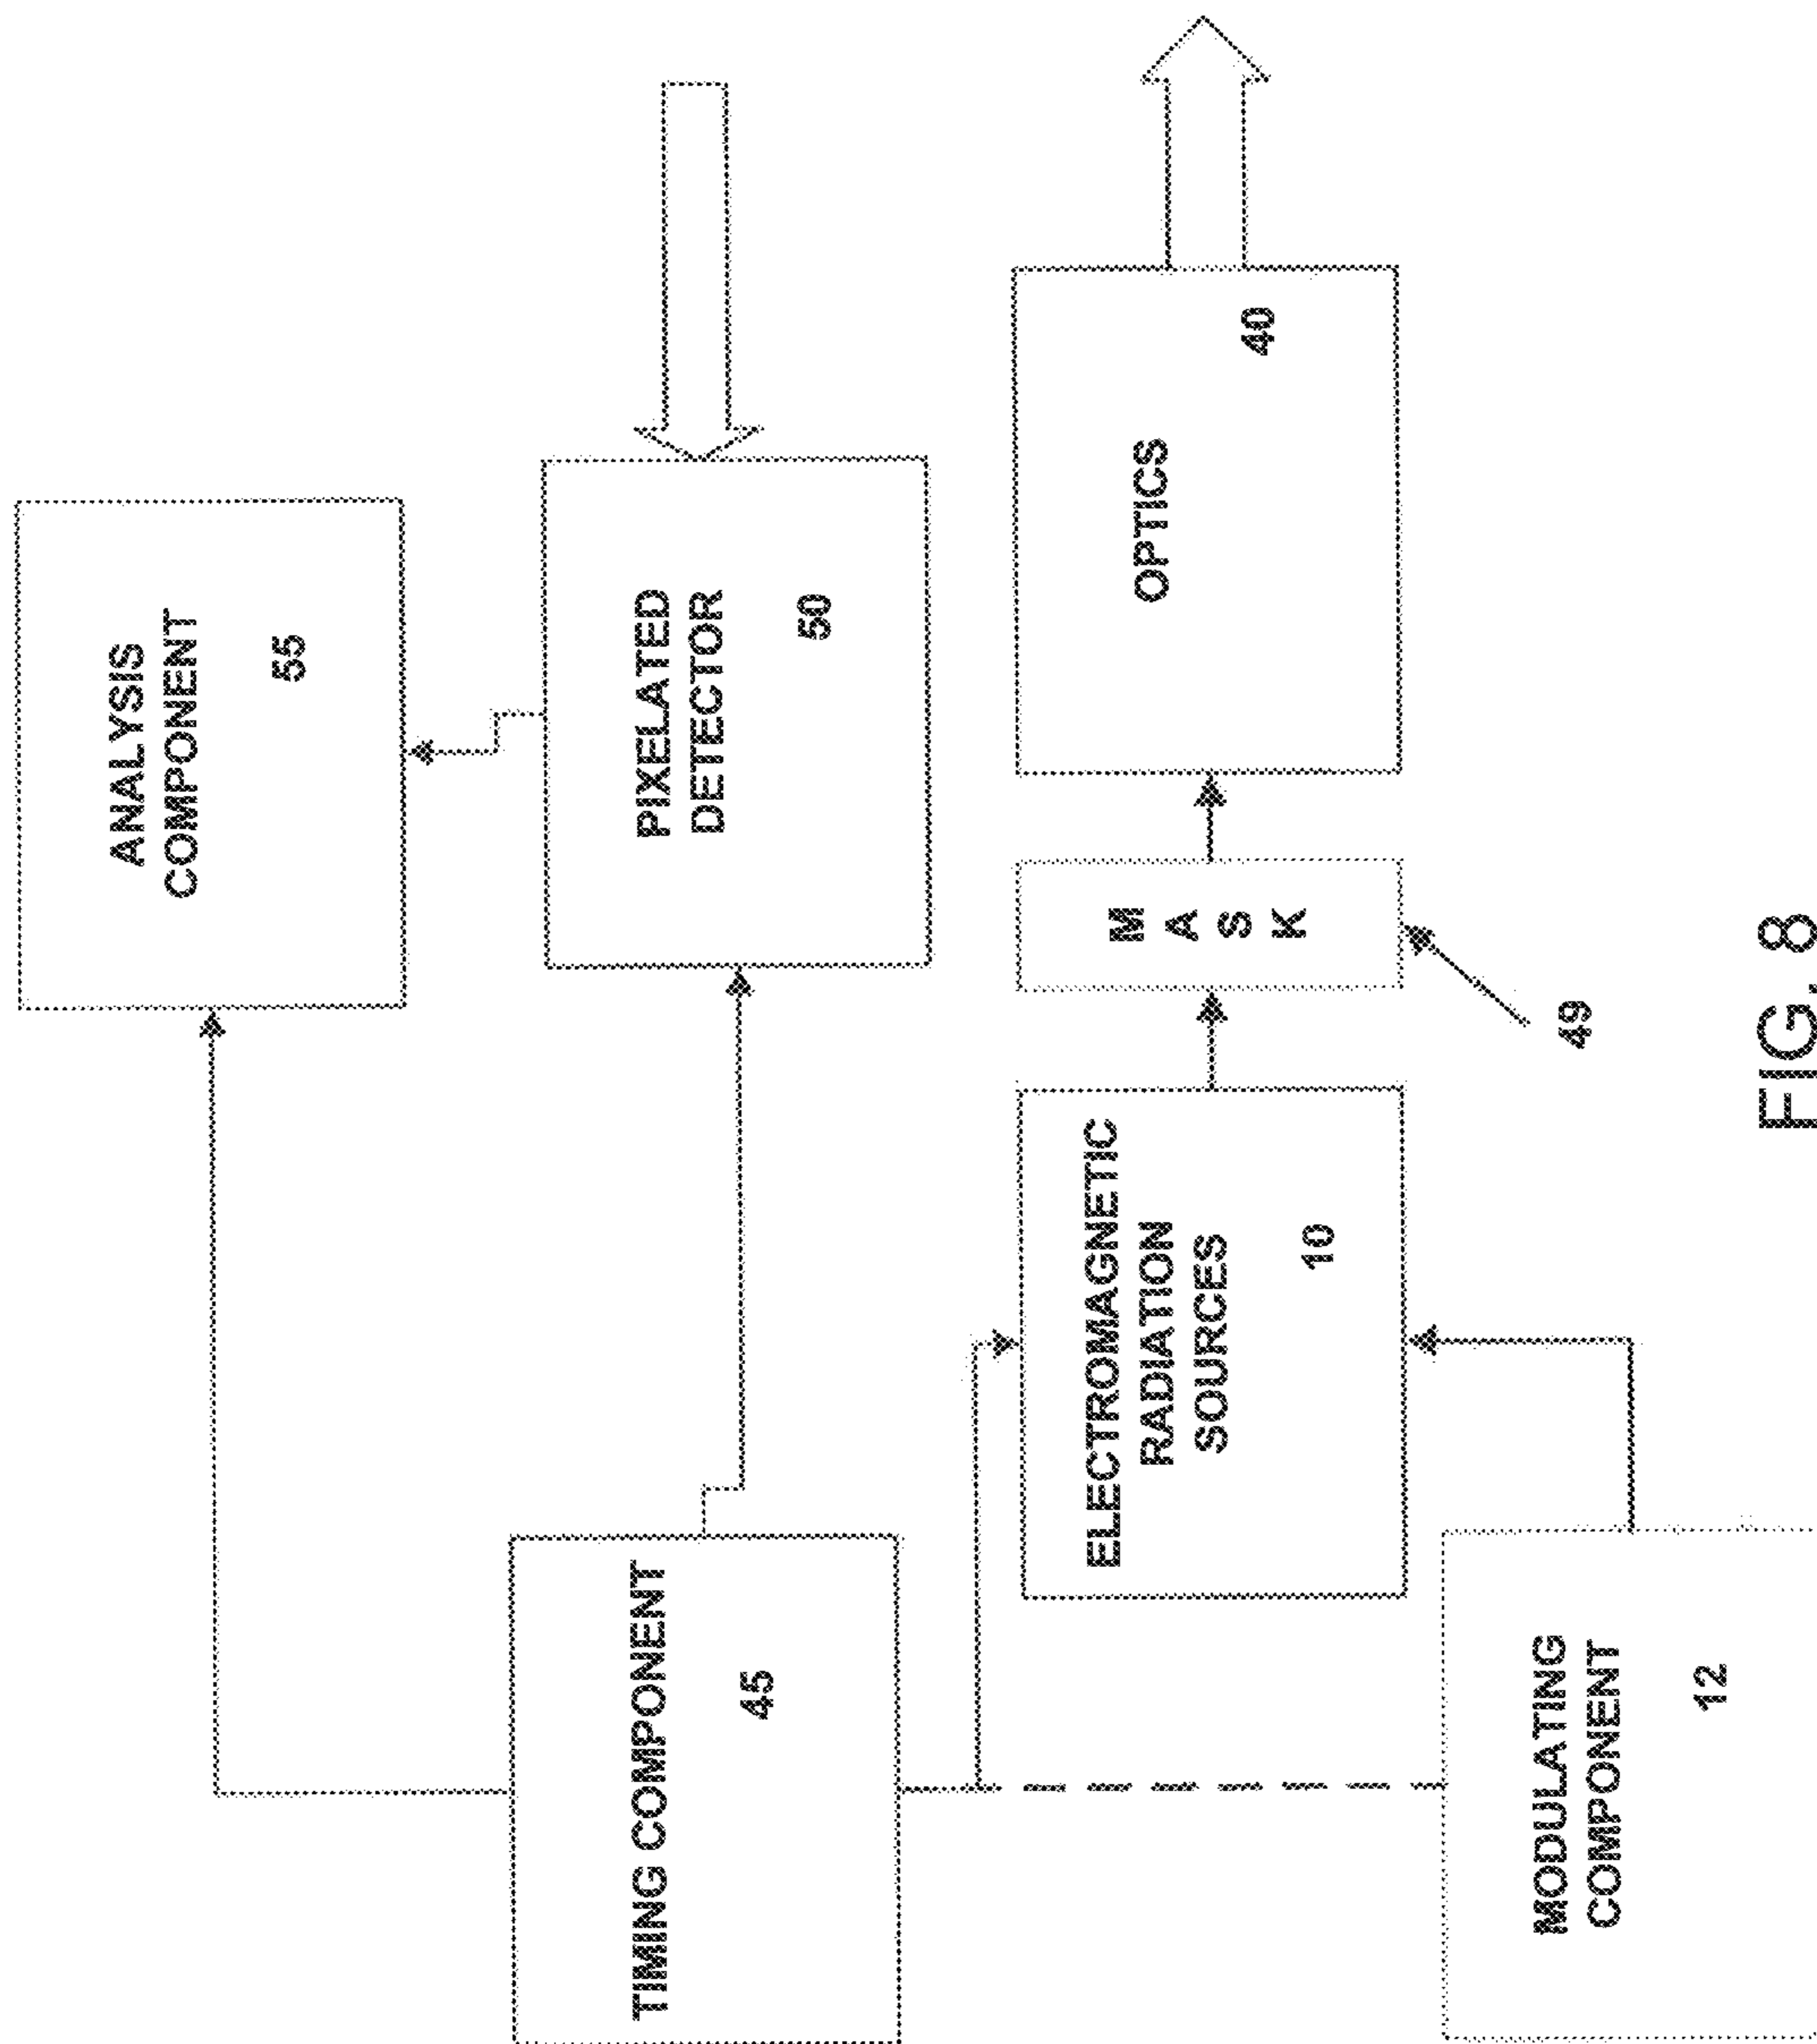 ANALYSIS
COMPONENT
55
TIMING COMPONENT
45
PIXELATED
DETECTOR
50
ELECTROMAGNETIC
RADIATION
SOURCES
10
M
A
S
K
49
OPTICS
40
MODULATING
COMPONENT
12
FIG. 8